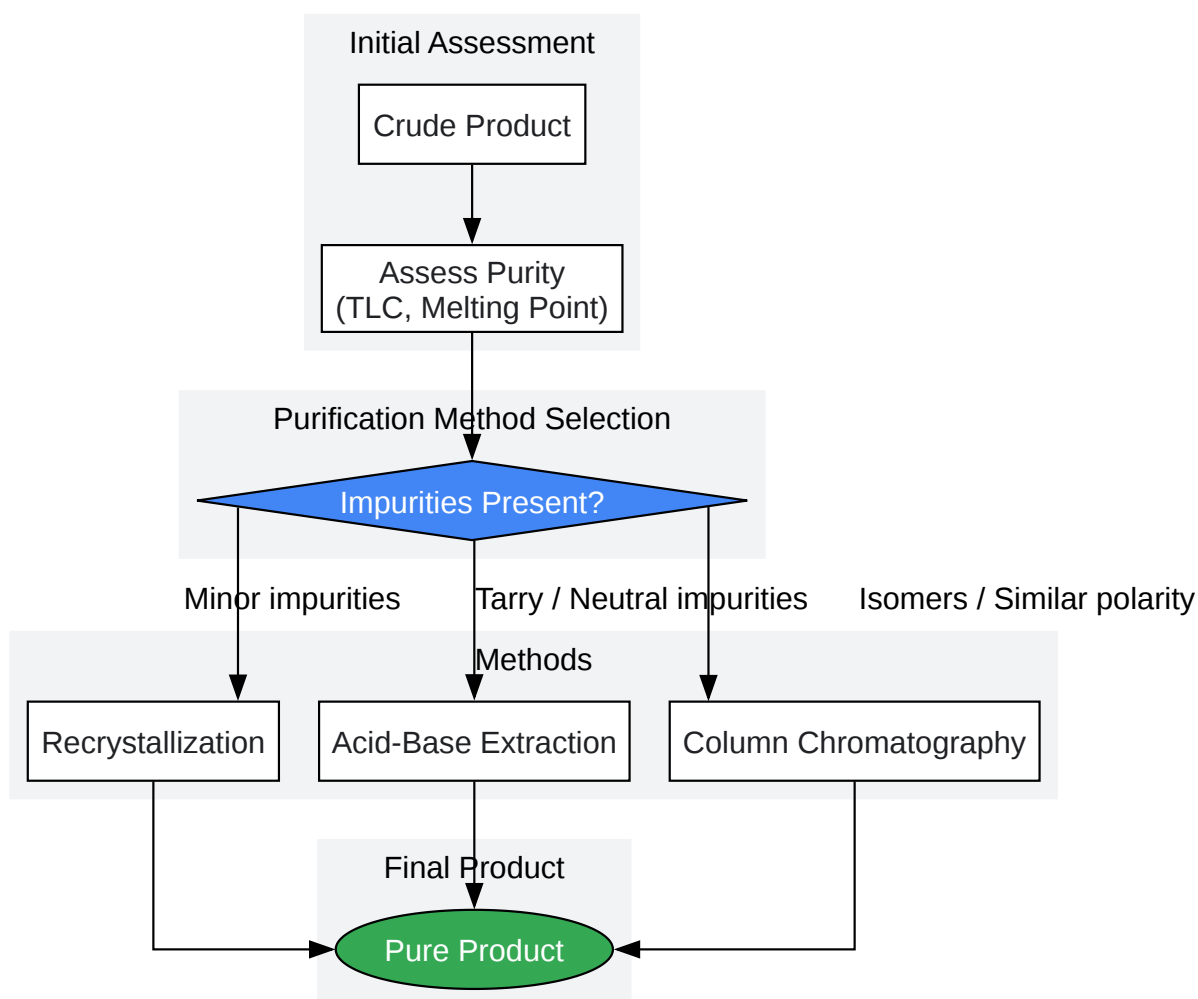 Initial Assessment
Crude Product
Assess Purity
(TLC, Melting Point)
Purification Method Selection
Impurities Present?
Minor impurities
Tarry / Neutral impurities
Isomers / Similar polarity
Methods
Recrystallization
Acid-Base Extraction
Column Chromatography
Final Product
Pure Product